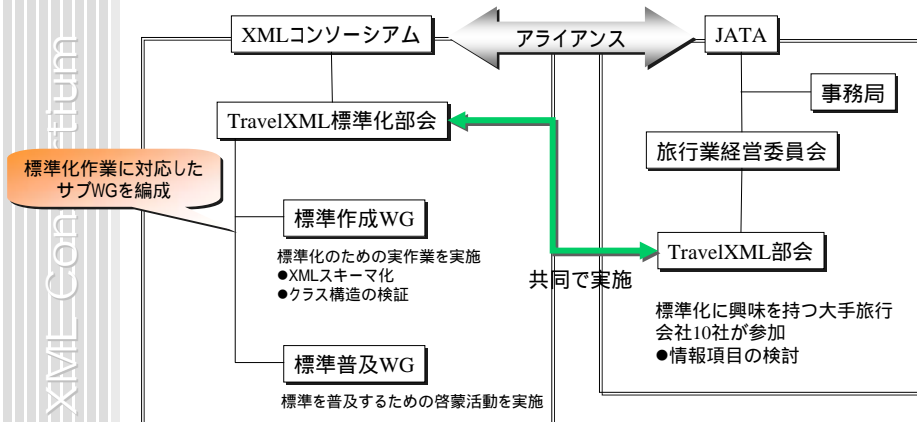 XMLコンソーシアム
アライアンス
JATA
事務局
TravelXML標準化部会
旅行業経営委員会
標準化作業に対応した
サブWGを編成
標準作成WG
標準化のための実作業を実施
●XMLスキーマ化
●クラス構造の検証
TravelXML部会
共同で実施
標準化に興味を持つ大手旅行
会社10社が参加
●情報項目の検討
標準普及WG
標準を普及するための啓蒙活動を実施